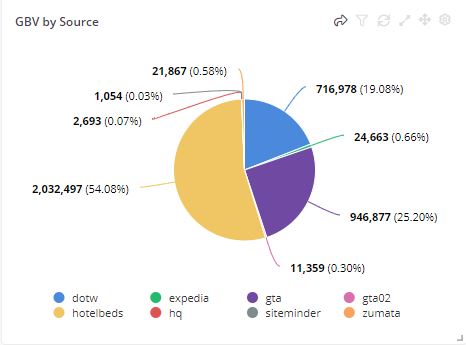 GBV by Source
21,867 (0.58%)
716,978 (19.08%)
1,054 (0.03%)
2,693 (0.07%)
24,663 (0.66%)
2,032,497 (54.08%)
946,877 (25.20%)
11,359 (0.30%)
dotw expedia gta gta02
hotelbeds hq siteminder zumata